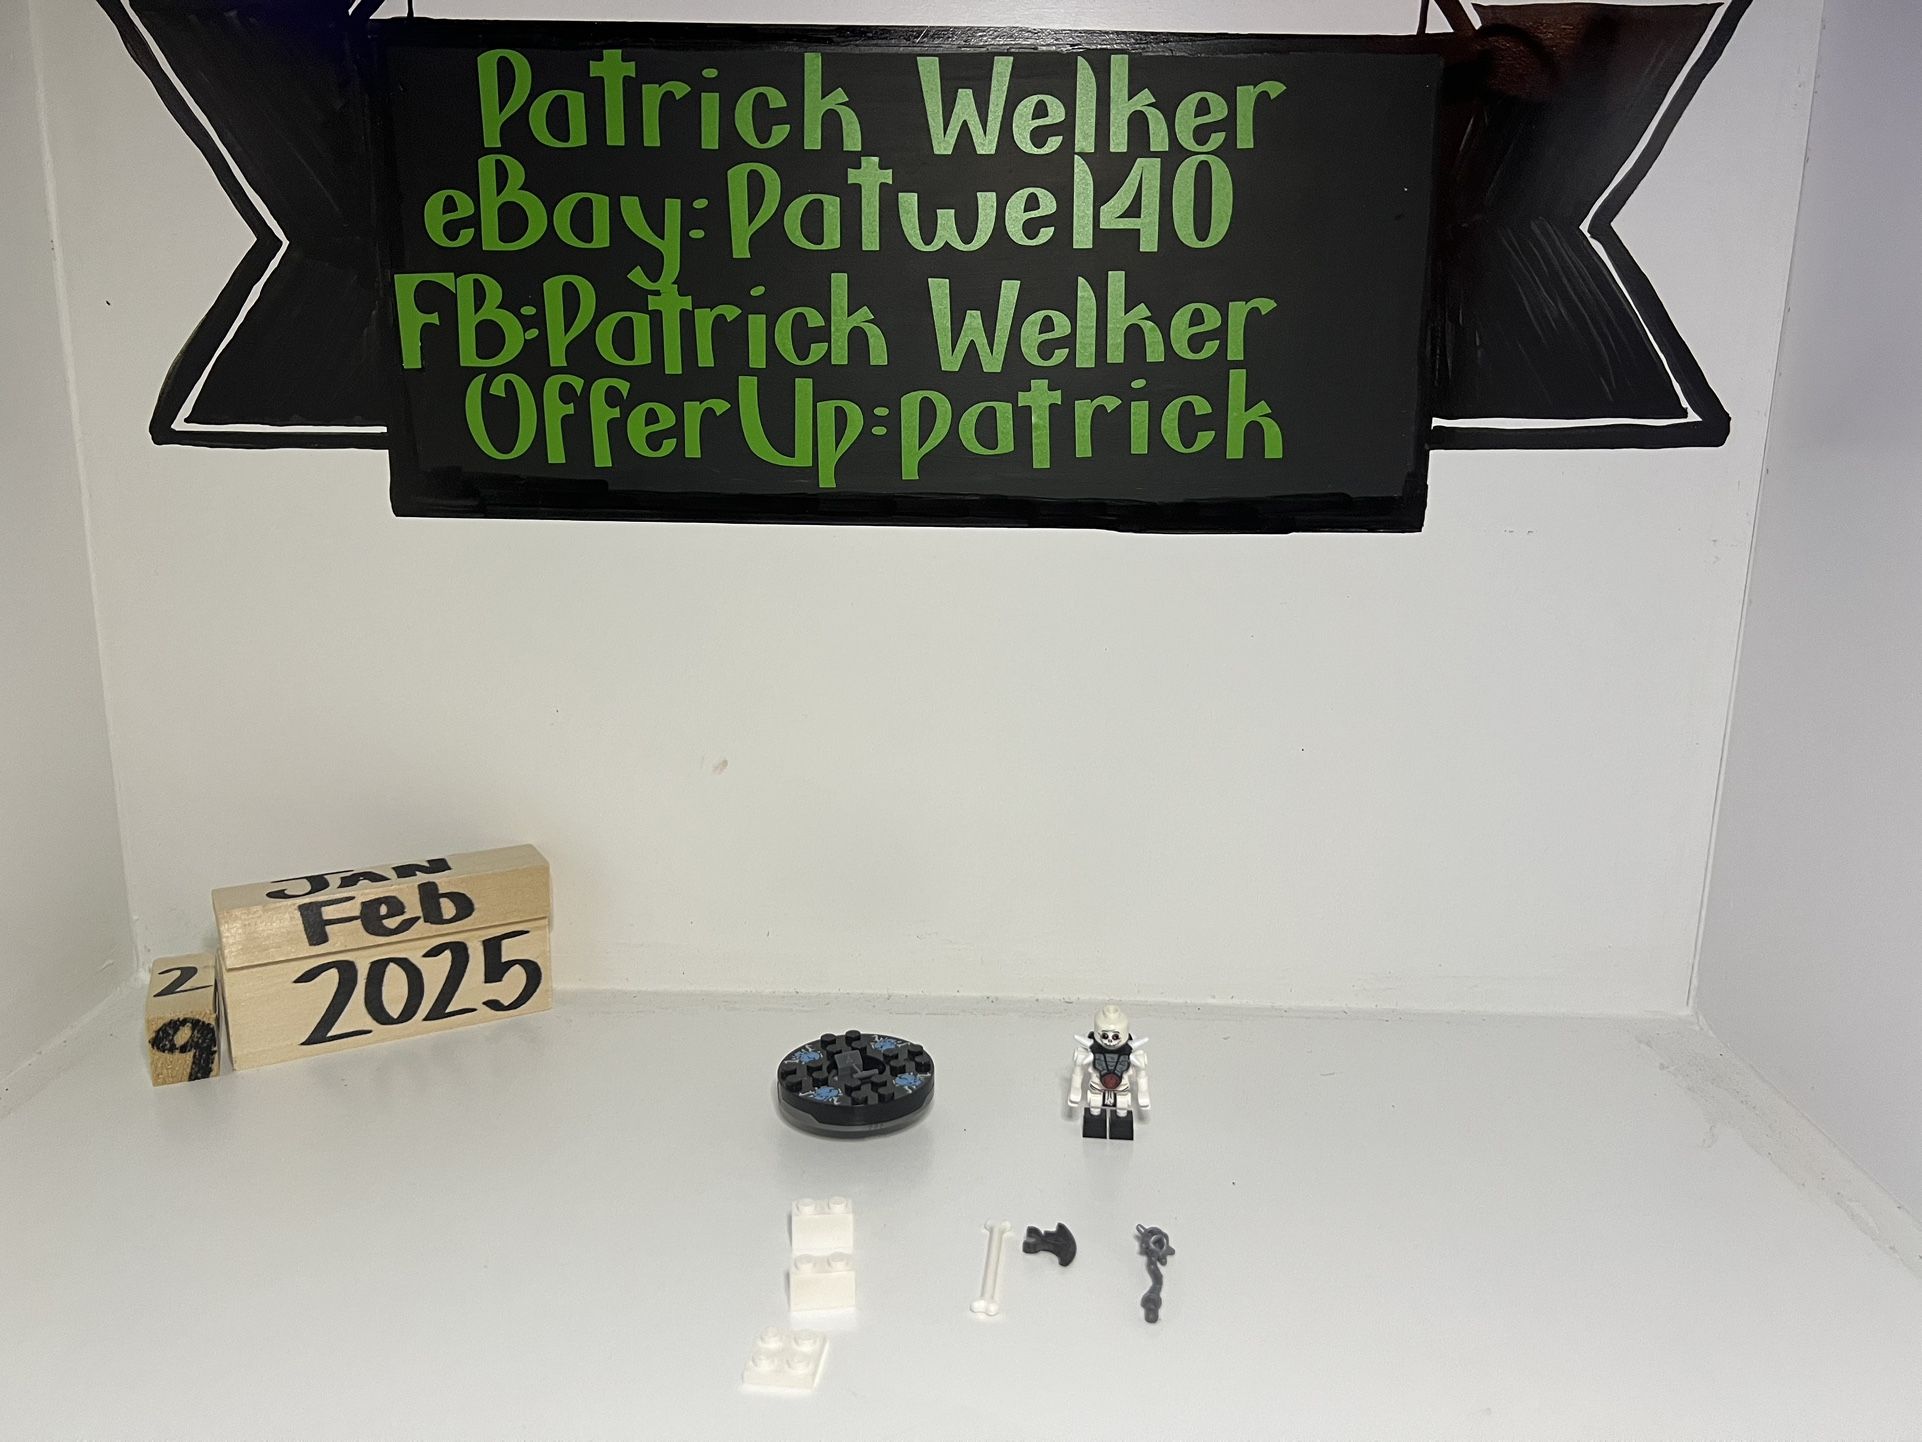 Patrick Welker
eBay:Patwel40
FB:Patrick Welker
OfferUp:patrick
JAN
Feb
2025
2
9